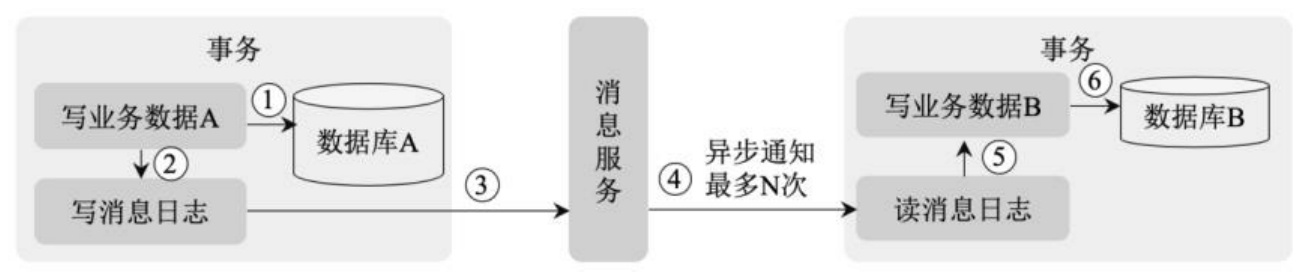 事务
写业务数据A
①
数据库A
②
写消息日志
③
消息服务
④
异步通知
最多N次
事务
写业务数据B
⑥
数据库B
⑤
读消息日志